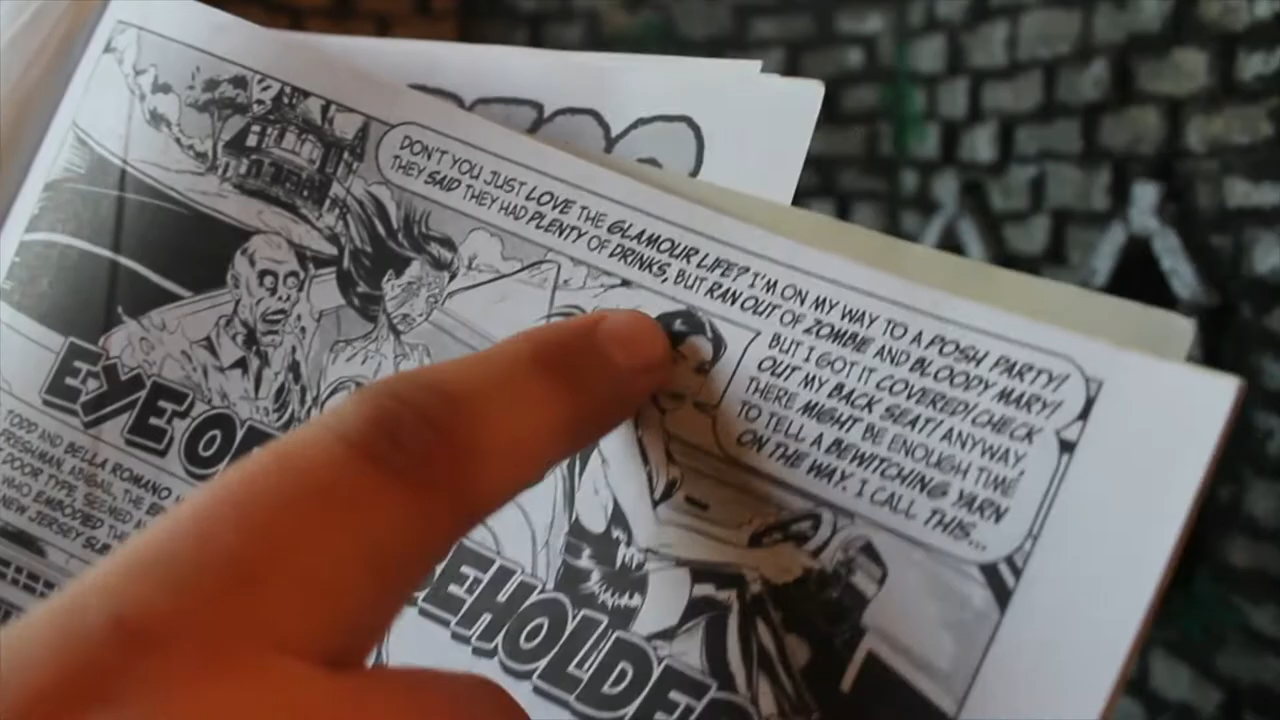 DON'T YOU JUST LOVE THE GLAMOUR LIFE? I'M ON MY WAY TO A POSH PARTY!
THEY SAID THEY HAD PLENTY OF DRINKS, BUT RAN OUT OF ZOMBIE AND BLOODY MARY!
BUT I GOT IT COVERED! CHECK
OUT MY BACK SEAT! ANYWAY,
THERE MIGHT BE ENOUGH TIME
TO TELL A BEWITCHING YARN
ON THE WAY. I CALL THIS...
EYE OF
BEHOLDER
TODD AND BELLA ROMANO
FRESHMAN, ABIGAIL, THE
DOOR TYPE, SEEMED
WHO EMBODIED
NEW JERSEY